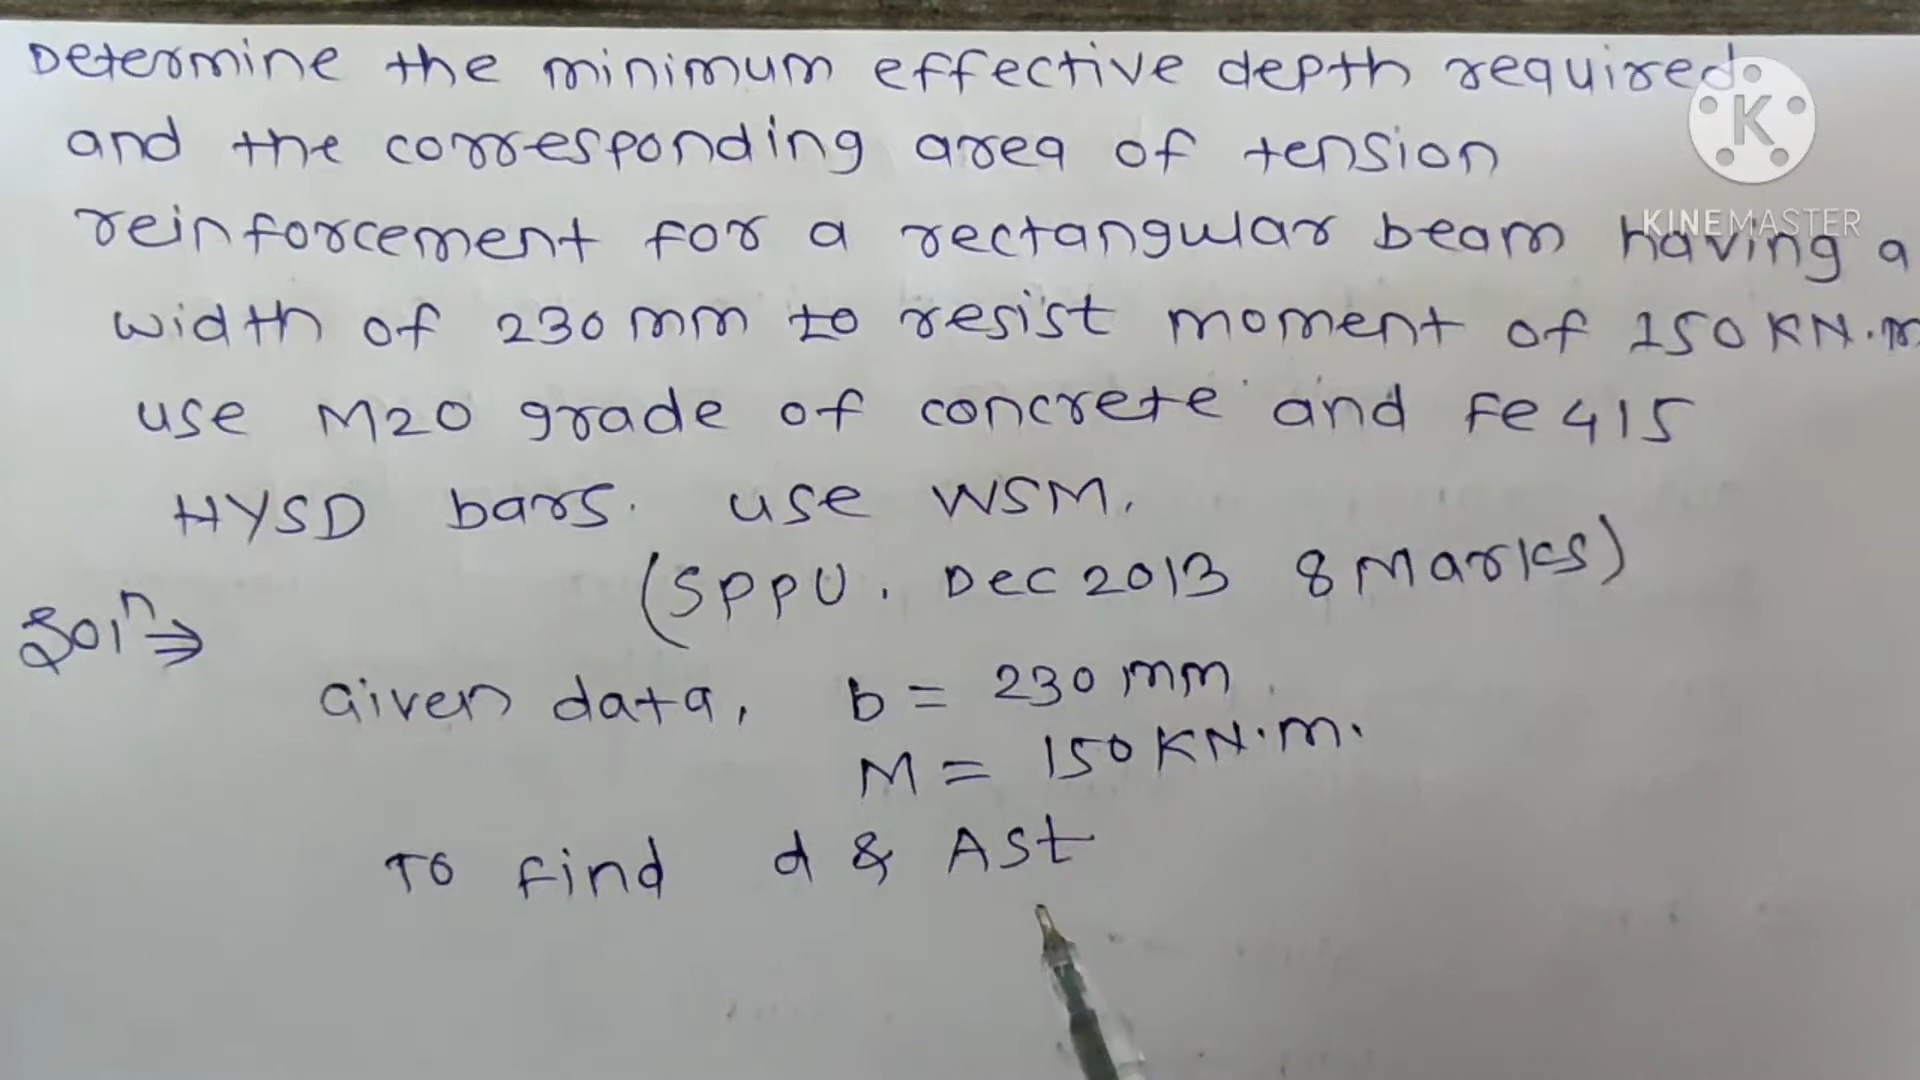 Determine the minimum effective depth required
and the corresponding area of tension
reinforcement for a rectangular beam having a
width of 230 mm to resist moment of 150 KN.m
use M20 grade of concrete and Fe 415
HYSD bars. use WSM.
(SPPU. Dec 2013 8 Marks)
Solⁿ ⇒
Given data, b = 230 mm.
M = 150 KN.m.
To find d & Ast
K
KINEMASTER